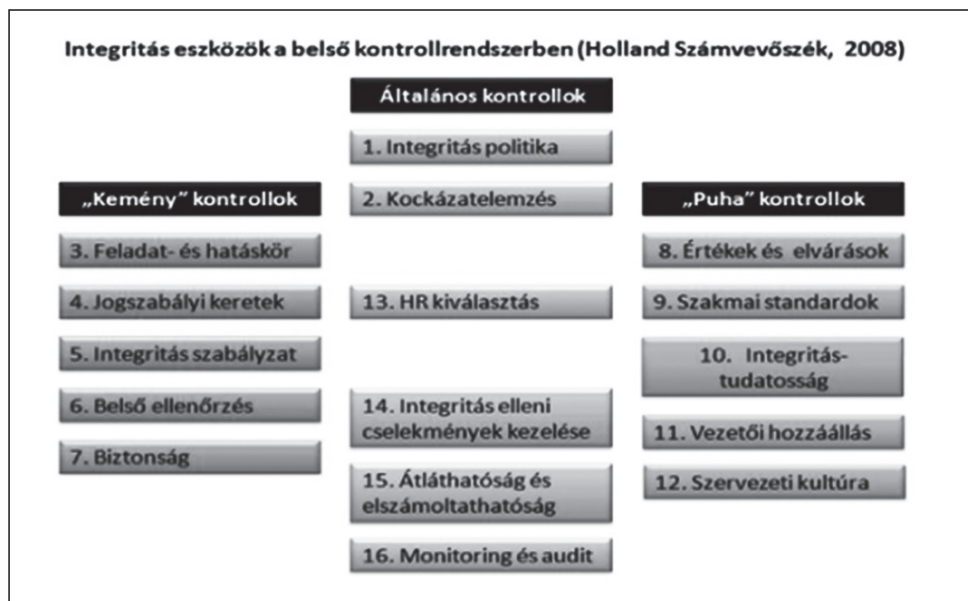 Integritás eszközök a belső kontrollrendszerben (Holland Számvevőszék, 2008)
Általános kontrollok
1. Integritás politika
2. Kockázatelemzés
„Kemény" kontrollok
3. Feladat- és hatáskör
4. Jogszabályi keretek
5. Integritás szabályzat
6. Belső ellenőrzés
7. Biztonság
13. HR kiválasztás
14. Integritás elleni
cselekmények kezelése
15. Átláthatóság és
elszámoltathatóság
16. Monitoring és audit
„Puha" kontrollok
8. Értékek és elvárások
9. Szakmai standardok
10. Integritás-
tudatosság
11. Vezetői hozzáállás
12. Szervezeti kultúra